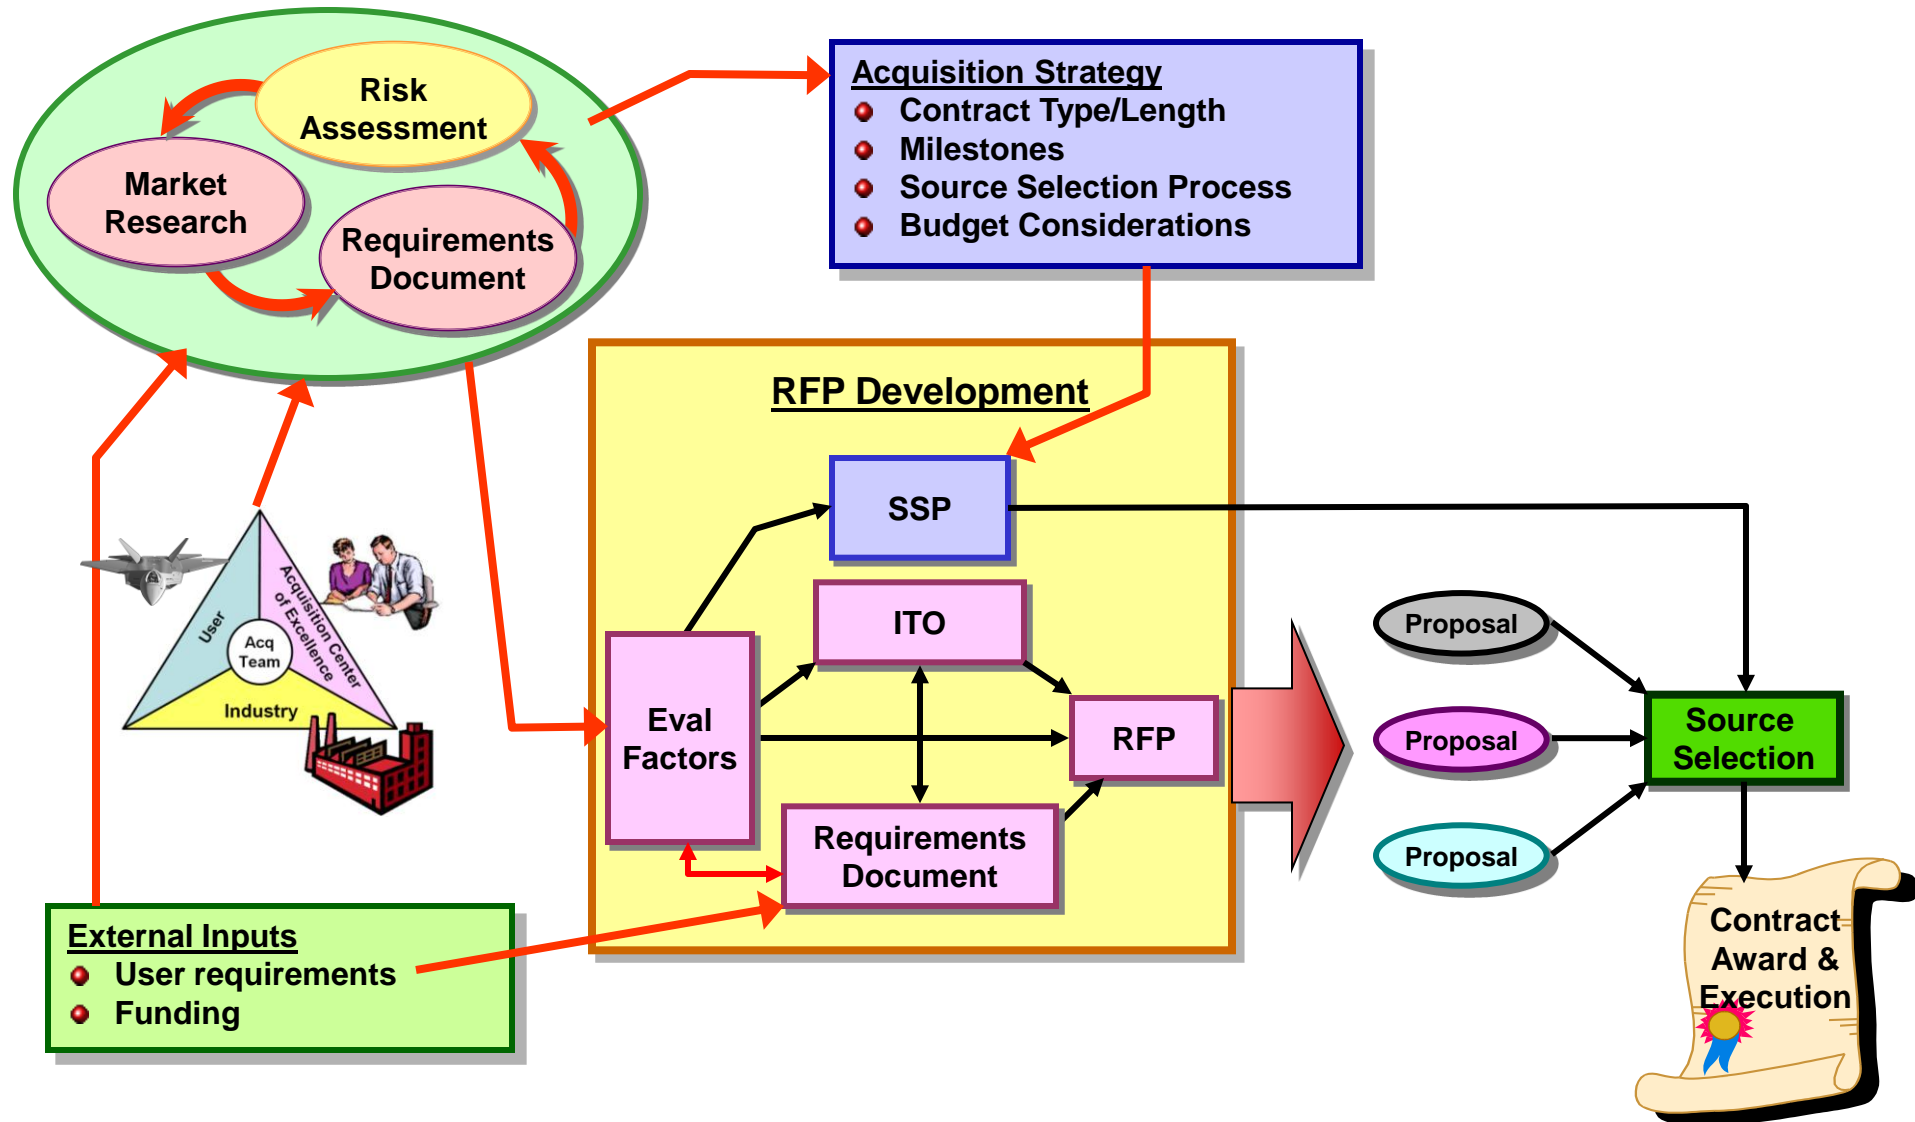 Risk
Assessment
Market
Research
Requirements
Document
Acquisition Strategy
Contract Type/Length
Milestones
Source Selection Process
Budget Considerations
RFP Development
SSP
ITO
Eval
Factors
RFP
Requirements
Document
User
Acquisition Center
of Excellence
Acq
Team
Industry
External Inputs
User requirements
Funding
Proposal
Proposal
Proposal
Source
Selection
Contract
Award &
Execution